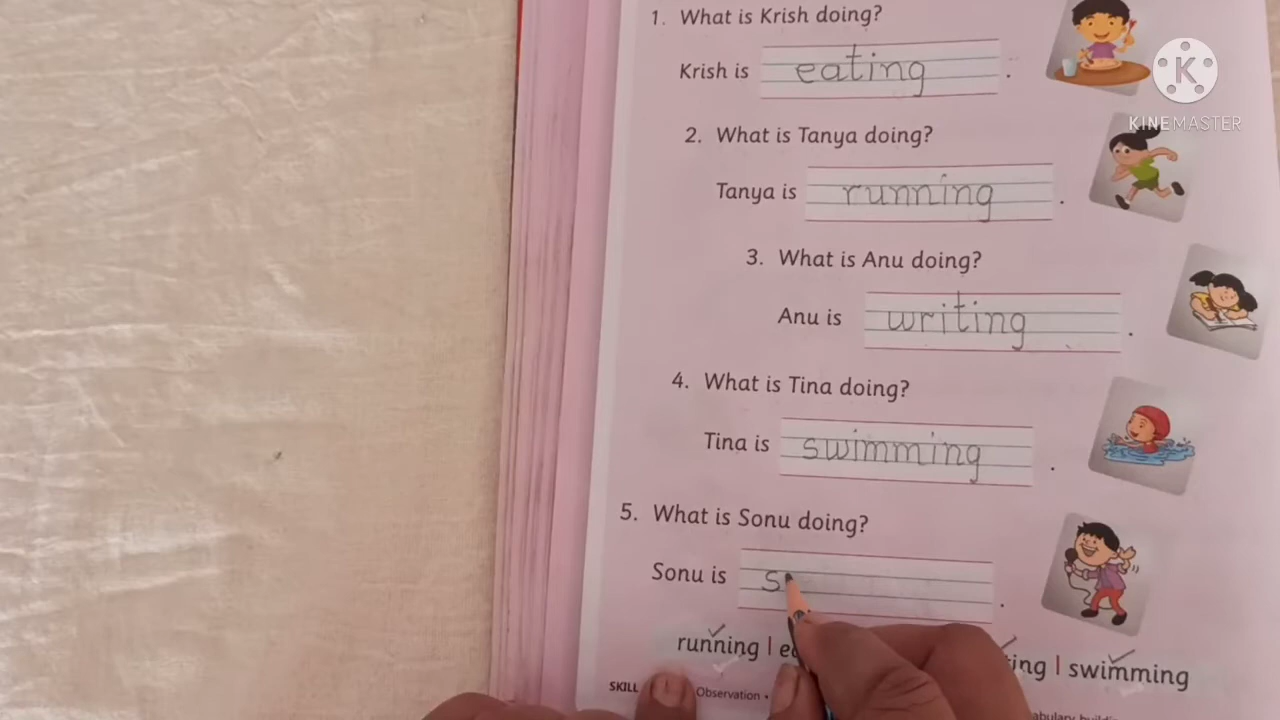 1. What is Krish doing?
Krish is eating.
K
KINEMASTER
2. What is Tanya doing?
Tanya is running.
3. What is Anu doing?
Anu is writing.
4. What is Tina doing?
Tina is swimming.
5. What is Sonu doing?
Sonu is s
running | swimming
SKILL Observation •